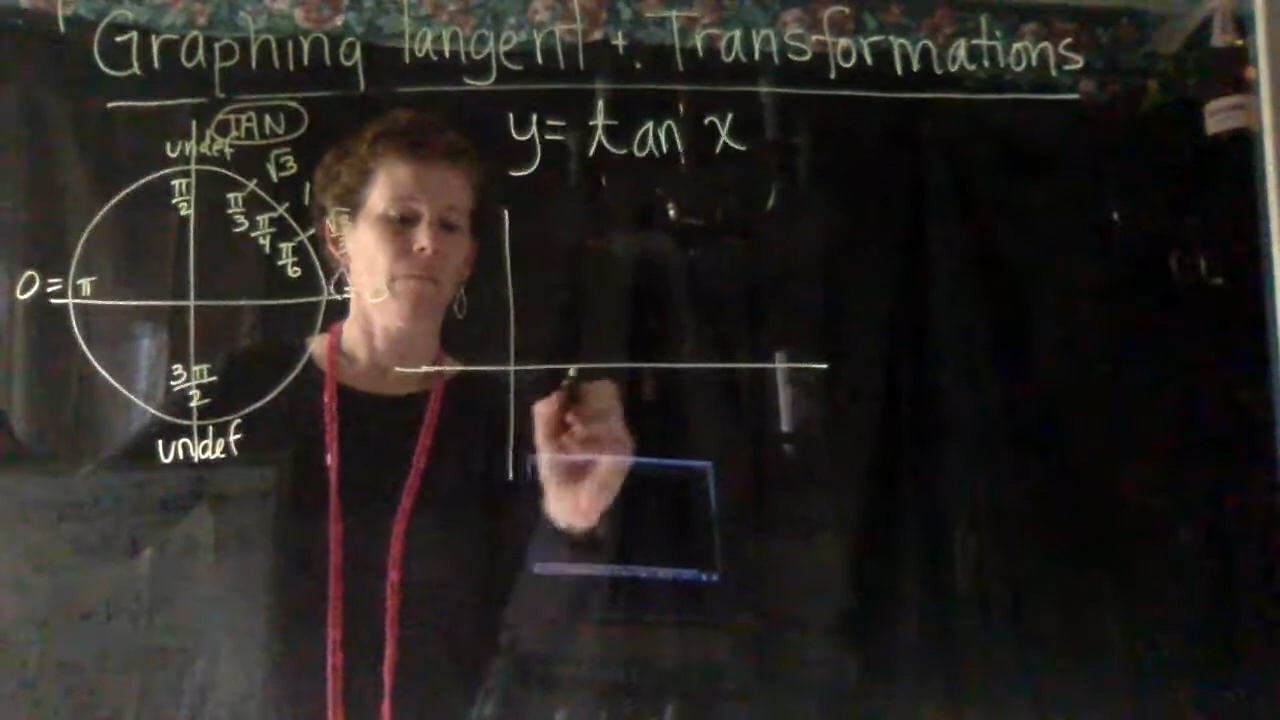 Graphing Tangent + Transformations
TAN
y = tan x
undef
√3
π/2
π/3
1
π/4
π/6
0 = π
3π/2
undef